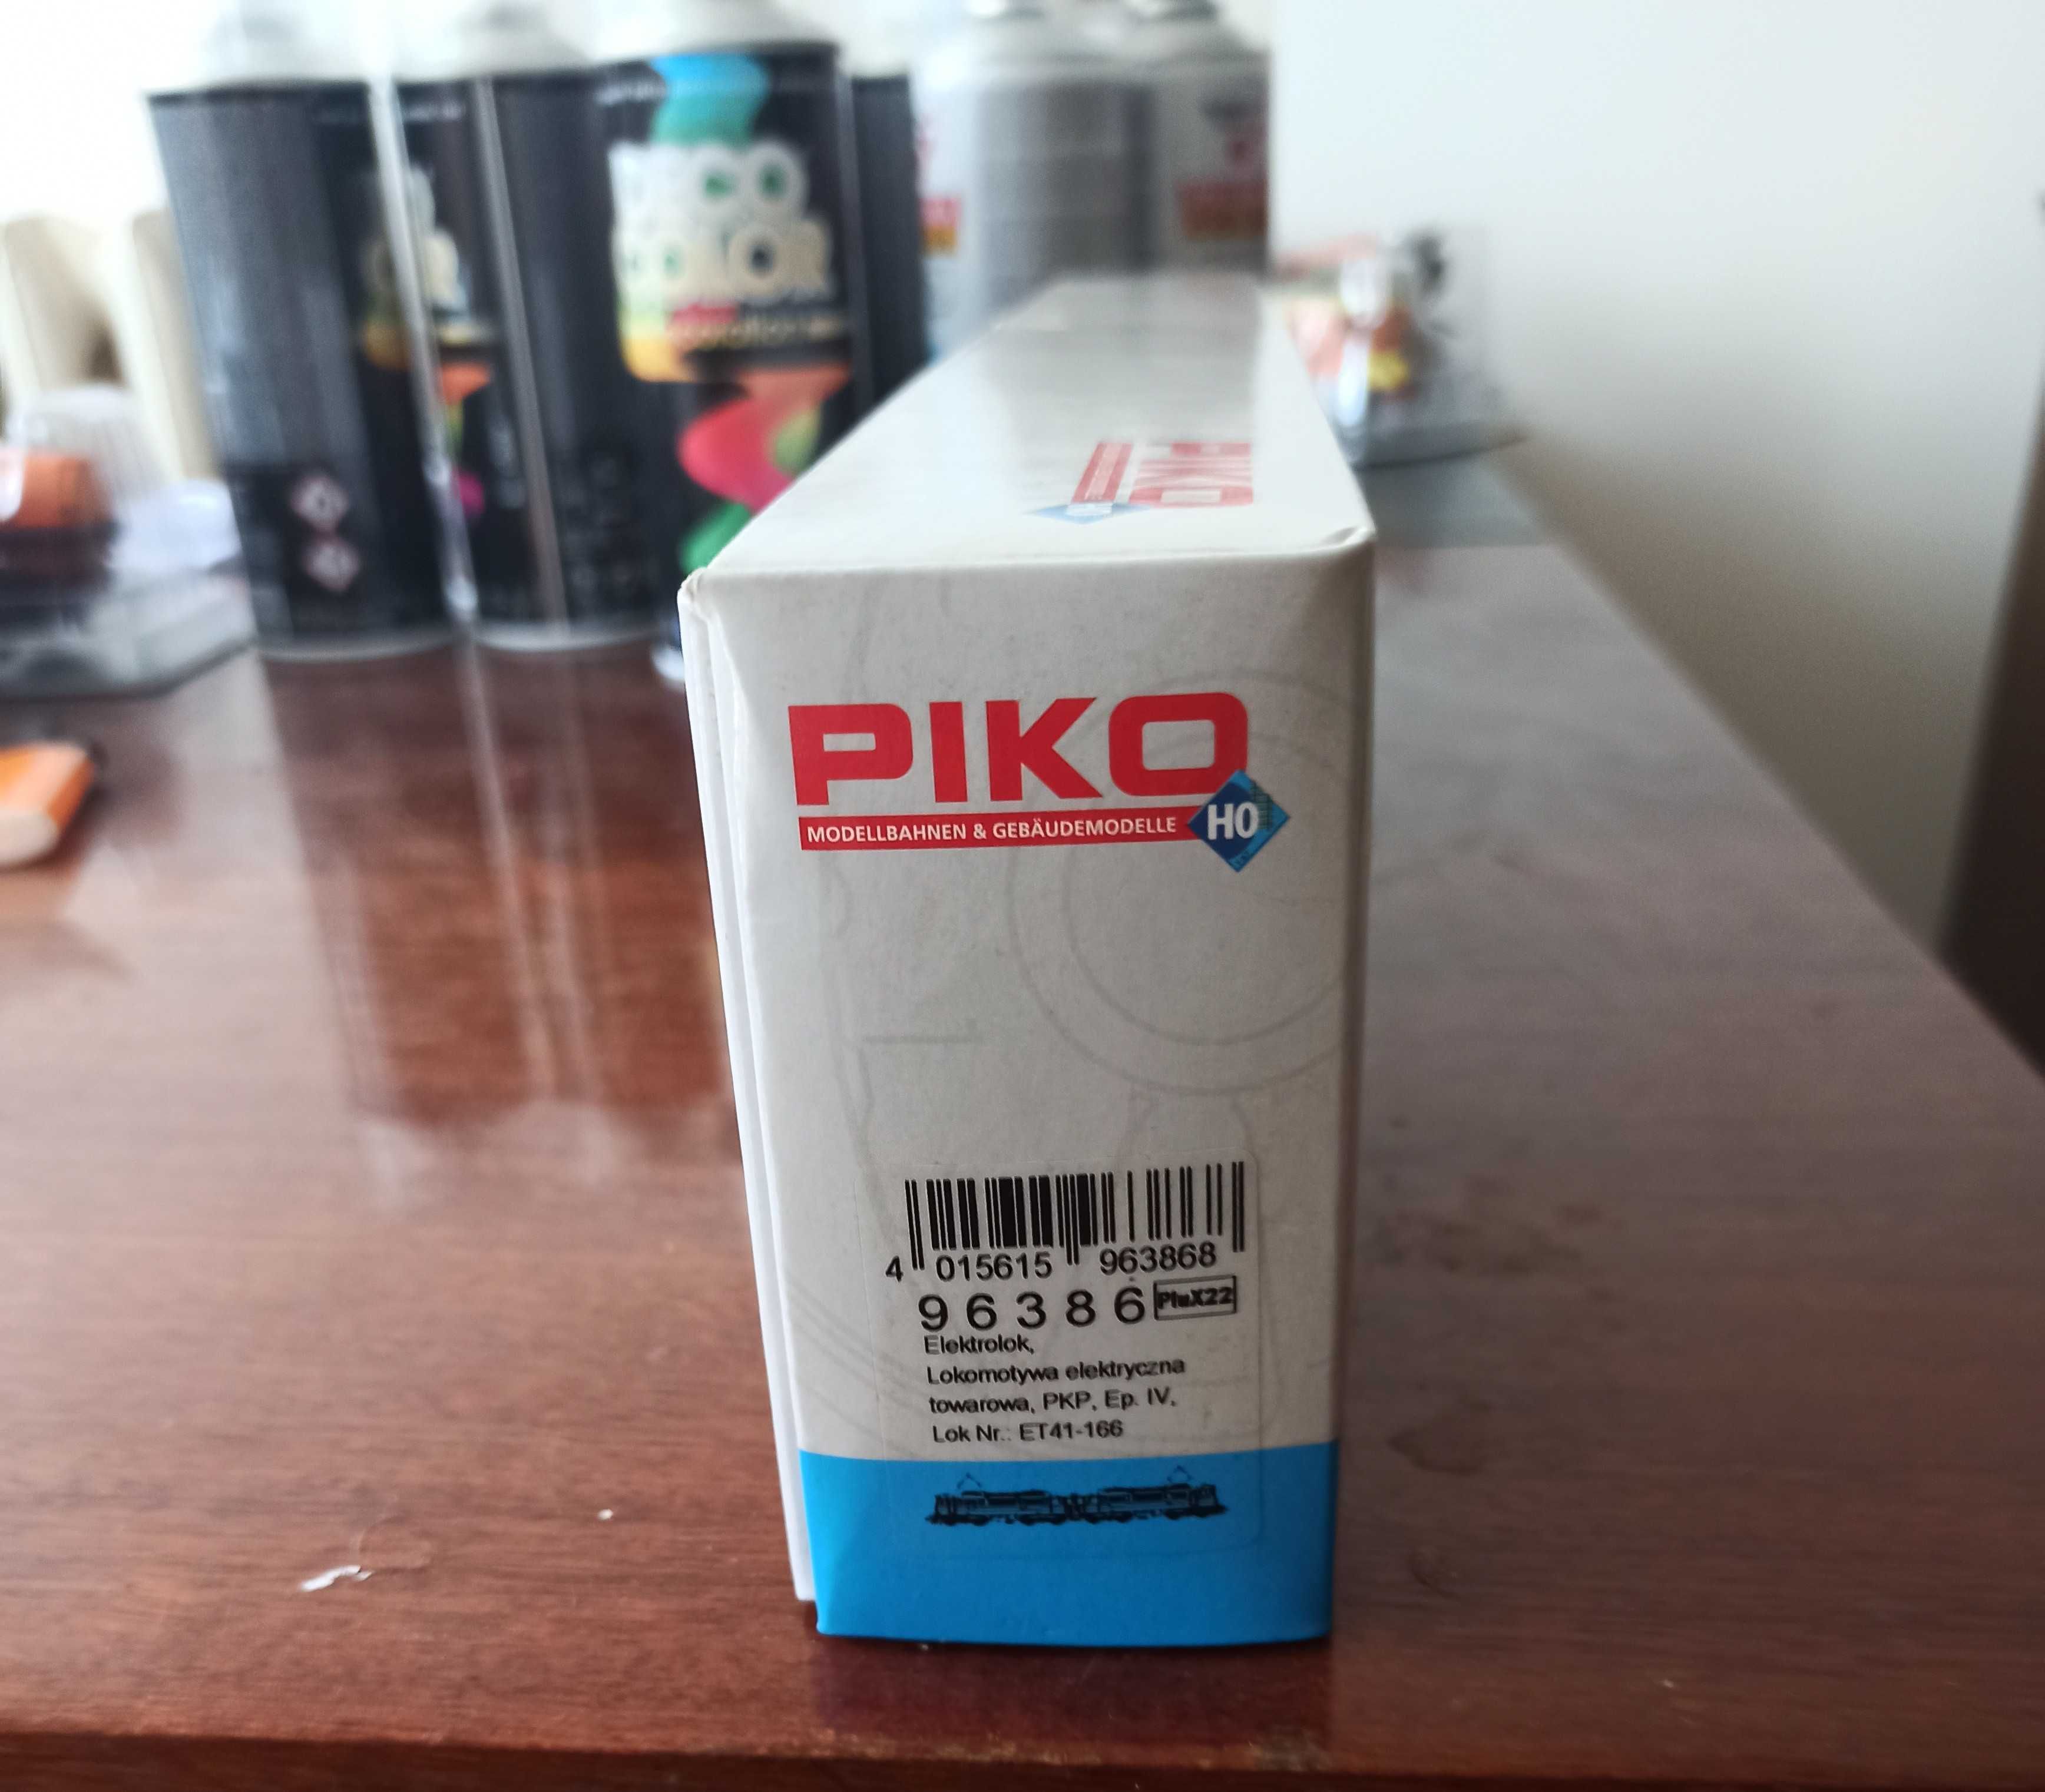 COLOR
PIKO
PIKO
MODELLBAHNEN & GEBÄUDEMODELLE
H0
4 015615 963868
96386 PluX22
Elektrolok,
Lokomotywa elektryczna
towarowa, PKP, Ep. IV,
Lok Nr.: ET41-166